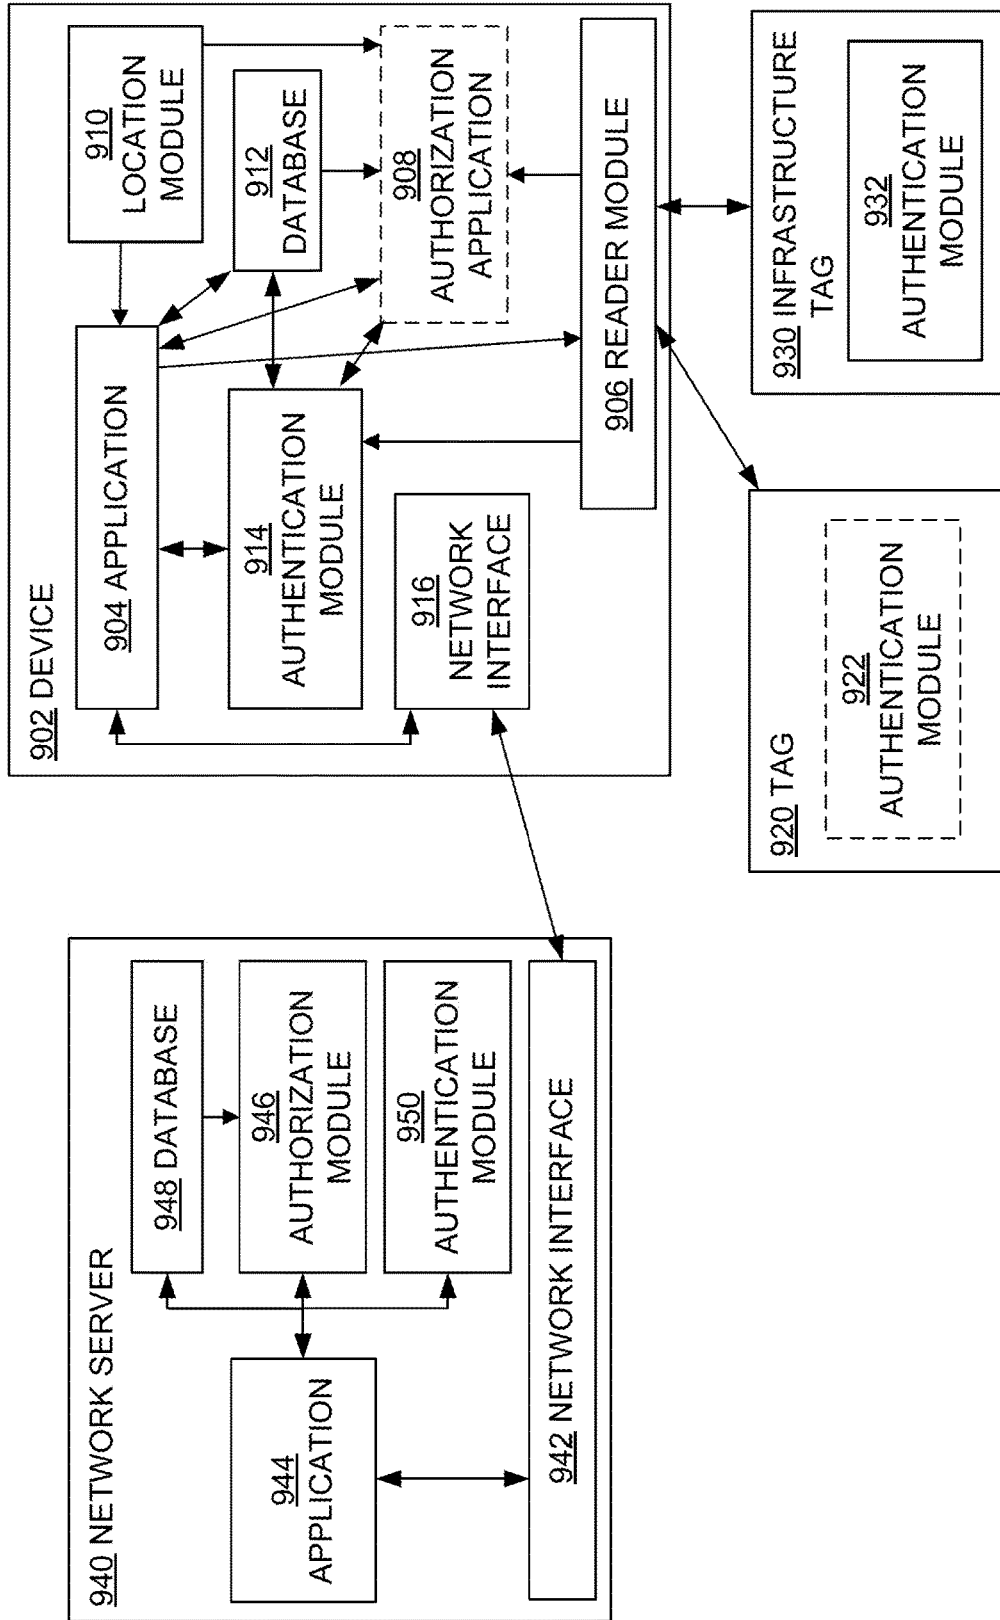 940 NETWORK SERVER
944
APPLICATION
948 DATABASE
946
AUTHORIZATION
MODULE
950
AUTHENTICATION
MODULE
942 NETWORK INTERFACE
902 DEVICE
904 APPLICATION
910
LOCATION
MODULE
914
AUTHENTICATION
MODULE
912
DATABASE
916
NETWORK
INTERFACE
908
AUTHORIZATION
APPLICATION
906 READER MODULE
920 TAG
922
AUTHENTICATION
MODULE
930 INFRASTRUCTURE
TAG
932
AUTHENTICATION
MODULE